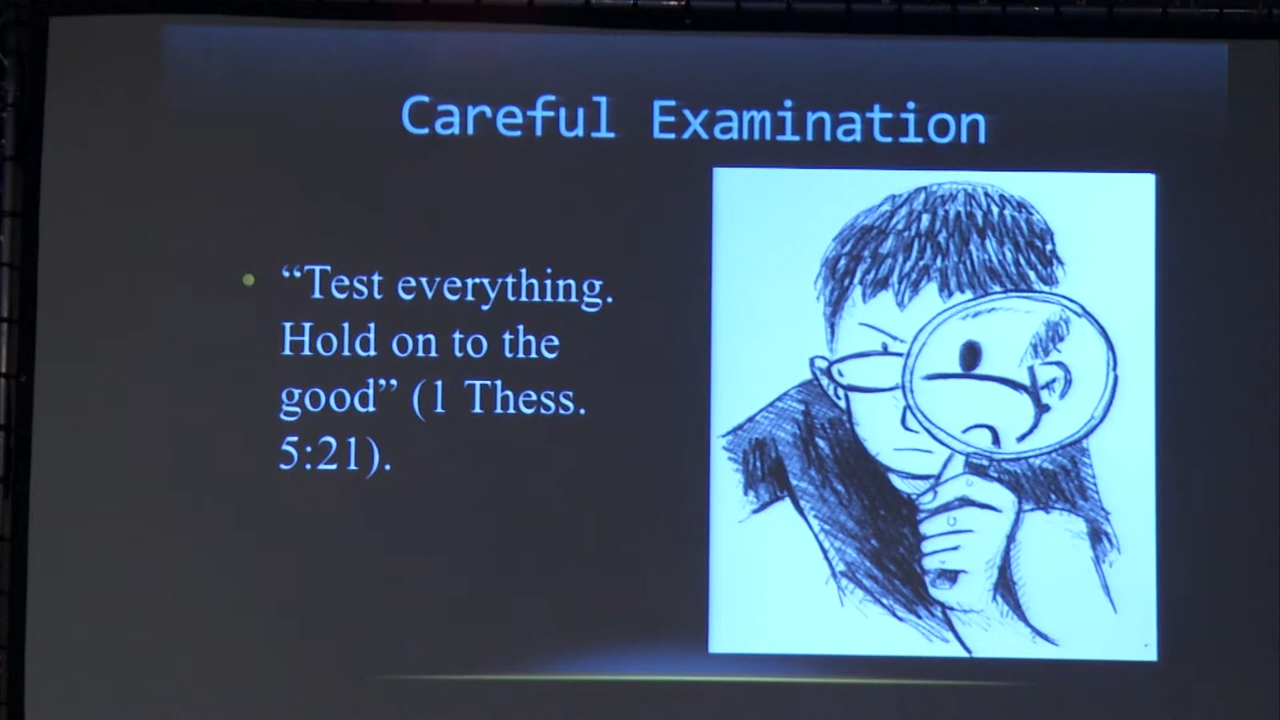 Careful Examination
“Test everything.
Hold on to the
good” (1 Thess.
5:21).